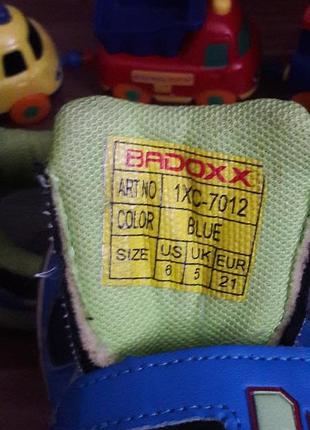 BADOXX
ART NO 1XC-7012
COLOR BLUE
SIZE US UK EUR
6 5 21